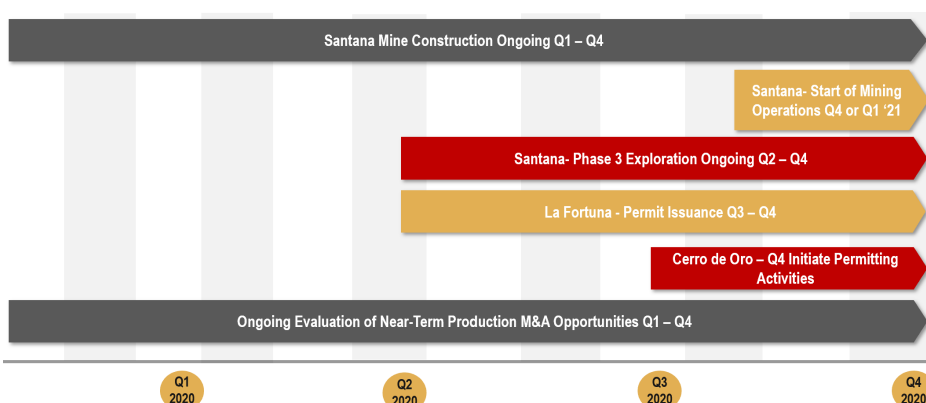 Santana Mine Construction Ongoing Q1 – Q4
Santana- Start of Mining
Operations Q4 or Q1 ‘21
Santana- Phase 3 Exploration Ongoing Q2 – Q4
La Fortuna - Permit Issuance Q3 – Q4
Cerro de Oro – Q4 Initiate Permitting
Activities
Ongoing Evaluation of Near-Term Production M&A Opportunities Q1 – Q4
Q1
2020
Q2
2020
Q3
2020
Q4
2020